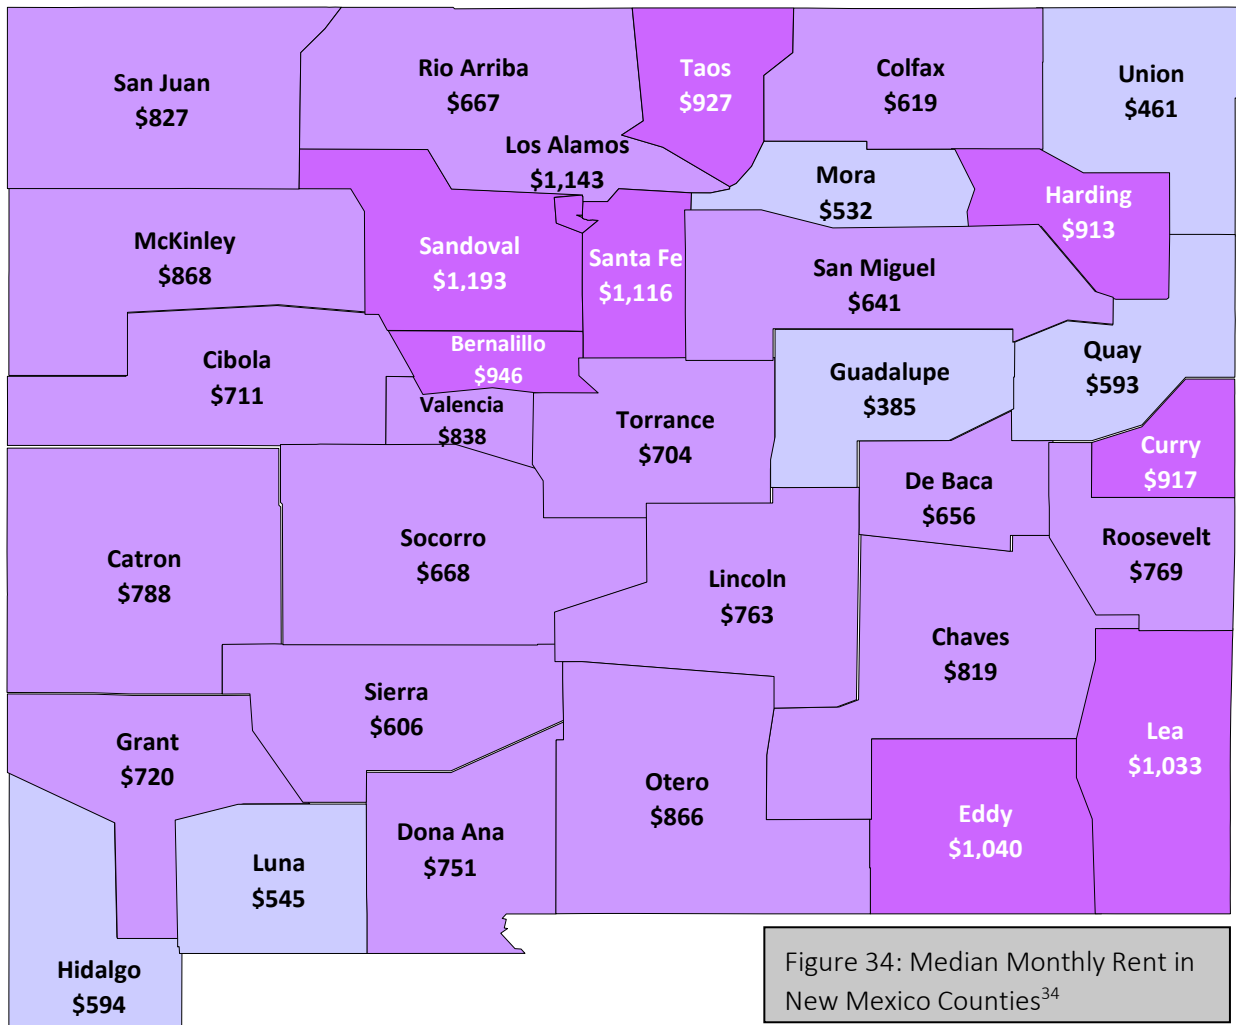 San Juan
$827
Rio Arriba
$667
Taos
$927
Colfax
$619
Union
$461
Los Alamos
$1,143
Mora
$532
Harding
$913
McKinley
$868
Sandoval
$1,193
Santa Fe
$1,116
San Miguel
$641
Cibola
$711
Bernalillo
$946
Guadalupe
$385
Quay
$593
Valencia
$838
Torrance
$704
Curry
$917
De Baca
$656
Catron
$788
Socorro
$668
Lincoln
$763
Roosevelt
$769
Chaves
$819
Sierra
$606
Grant
$720
Otero
$866
Lea
$1,033
Eddy
$1,040
Dona Ana
$751
Luna
$545
Hidalgo
$594
Figure 34: Median Monthly Rent in
New Mexico Counties³⁴